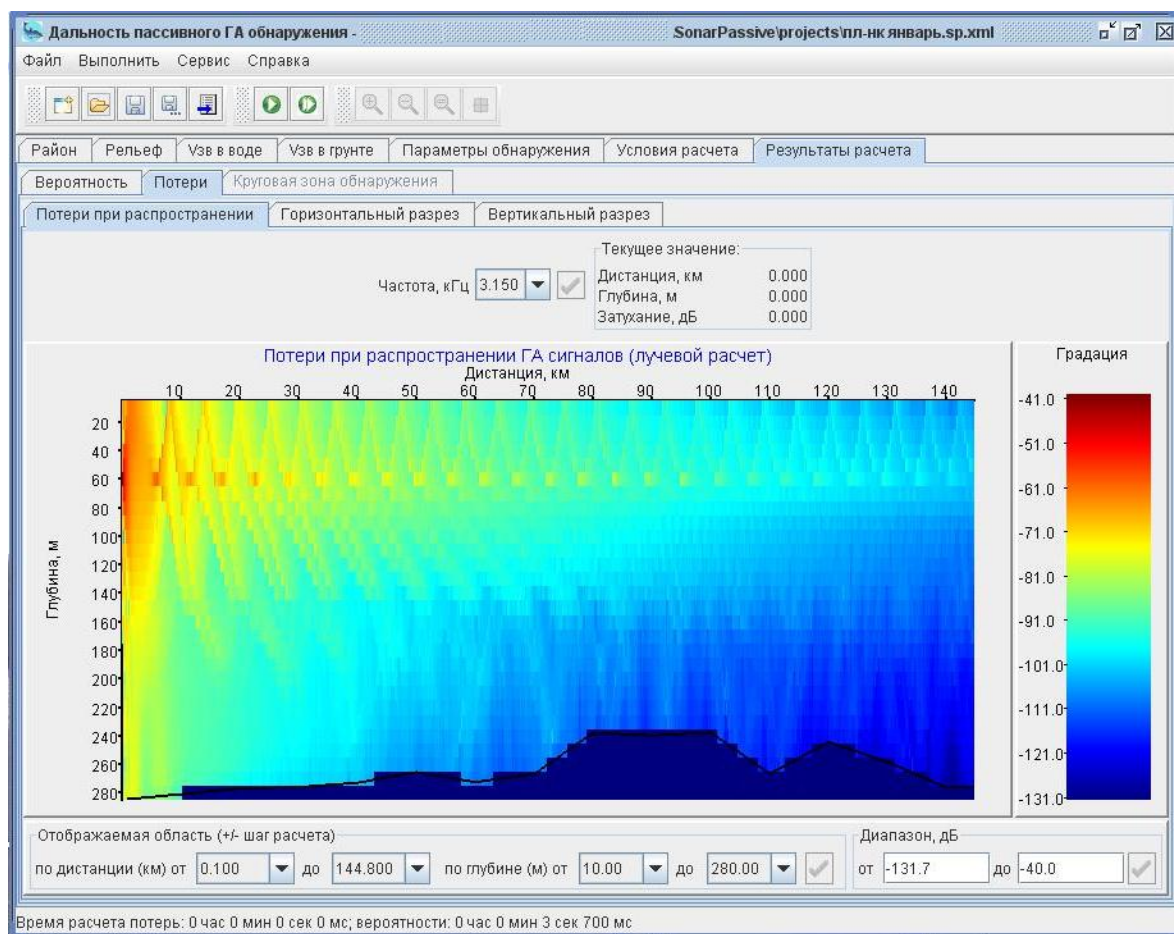 Дальность пассивного ГА обнаружения - SonarPassive\projects\пл-нк январь.sp.xml
Файл Выполнить Сервис Справка
Район Рельеф Vзв в воде Vзв в грунте Параметры обнаружения Условия расчета Результаты расчета
Вероятность Потери Круговая зона обнаружения
Потери при распространении Горизонтальный разрез Вертикальный разрез
Текущее значение:
Частота, кГц 3.150 Дистанция, км 0.000
Глубина, м 0.000
Затухание, дБ 0.000
Потери при распространении ГА сигналов (лучевой расчет)
Дистанция, км
10 20 30 40 50 60 70 80 90 100 110 120 130 140
Глубина, м
20
40
60
80
100
120
140
160
180
200
220
240
260
280
Градация
-41.0
-51.0
-61.0
-71.0
-81.0
-91.0
-101.0
-111.0
-121.0
-131.0
Отображаемая область (+/- шаг расчета) Диапазон, дБ
по дистанции (км) от 0.100 до 144.800 по глубине (м) от 10.00 до 280.00 от -131.7 до -40.0
Время расчета потерь: 0 час 0 мин 0 сек 0 мс; вероятности: 0 час 0 мин 3 сек 700 мс